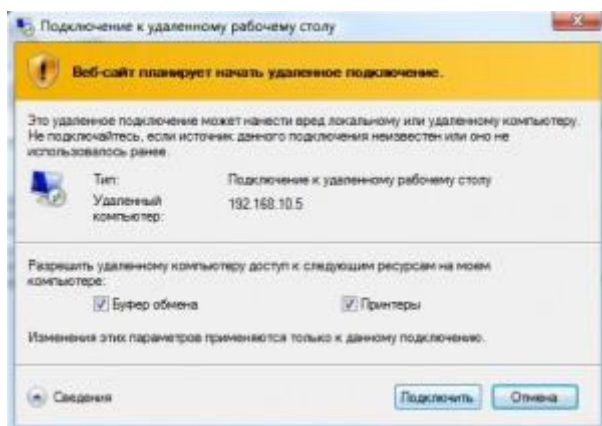 Подключение к удаленному рабочему столу
Веб-сайт планирует начать удаленное подключение.
Это удаленное подключение может нанести вред локальному или удаленному компьютеру.
Не подключайтесь, если источник данного подключения неизвестен или оно не
использовалось ранее.
Тип: Подключение к удаленному рабочему столу
Удаленный 192.168.10.5
компьютер:
Разрешить удаленному компьютеру доступ к следующим ресурсам на моем
компьютере:
Буфер обмена Принтеры
Изменения этих параметров применяются только к данному подключению.
Сведения Подключить Отмена